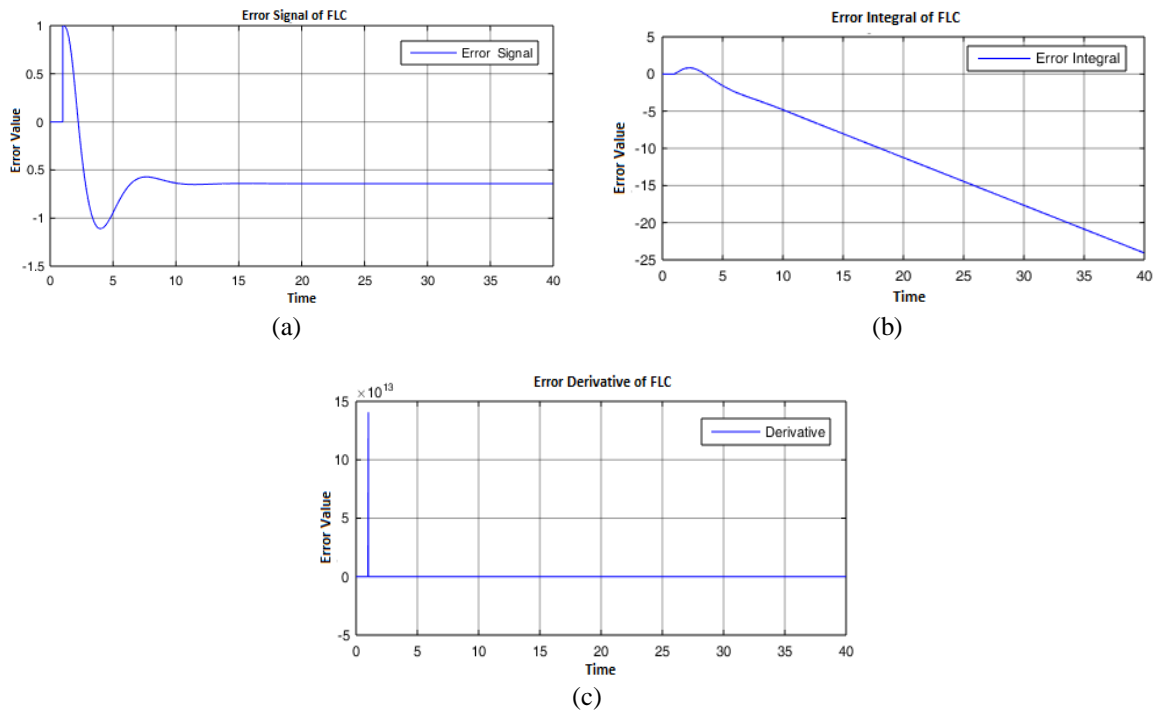 Error Signal of FLC
1
0.5
0
0.5
-1
-1.5
Error Value
Error Signal
0 5 10 15 20 25 30 35 40
Time
(a)
Error Integral of FLC
5
0
-5
-10
-15
-20
-25
Error Value
Error Integral
0 5 10 15 20 25 30 35 40
Time
(b)
Error Derivative of FLC
×10 13
15
10
5
0
-5
Error Value
Derivative
0 5 10 15 20 25 30 35 40
Time
(c)